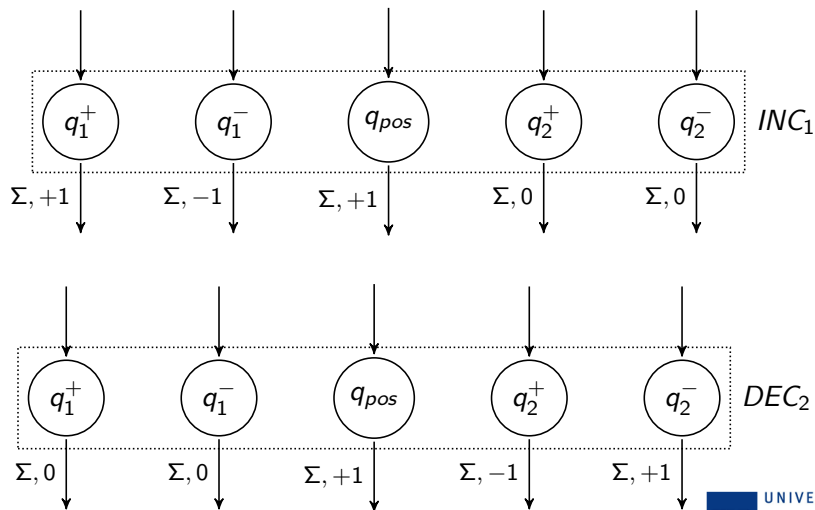 q₁⁺ q₁⁻ qₚₒₛ q₂⁺ q₂⁻ INC₁
Σ, +1 Σ, −1 Σ, +1 Σ, 0 Σ, 0
q₁⁺ q₁⁻ qₚₒₛ q₂⁺ q₂⁻ DEC₂
Σ, 0 Σ, 0 Σ, +1 Σ, −1 Σ, +1
UNIVE